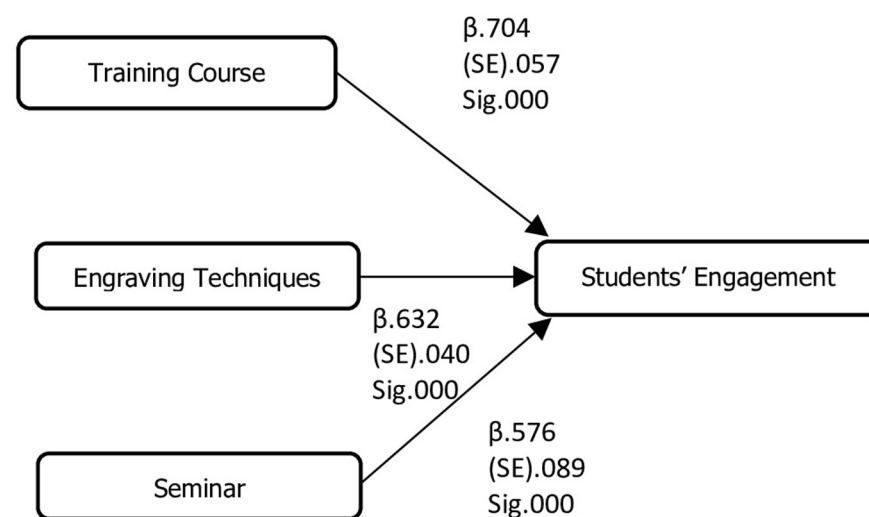 Training Course
β.704
(SE).057
Sig.000
Engraving Techniques
Students’ Engagement
β.632
(SE).040
Sig.000
Seminar
β.576
(SE).089
Sig.000